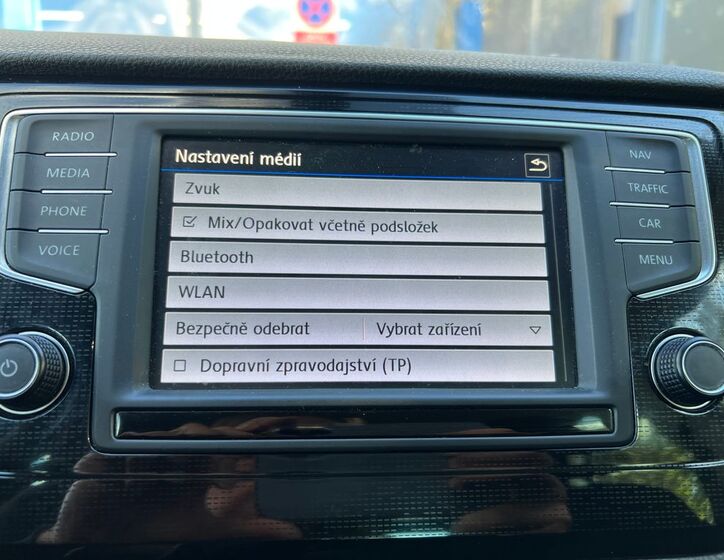 RADIO
MEDIA
PHONE
VOICE
Nastavení médií
Zvuk
Mix/Opakovat včetně podsložek
Bluetooth
WLAN
Bezpečně odebrat Vybrat zařízení
Dopravní zpravodajství (TP)
NAV
TRAFFIC
CAR
MENU